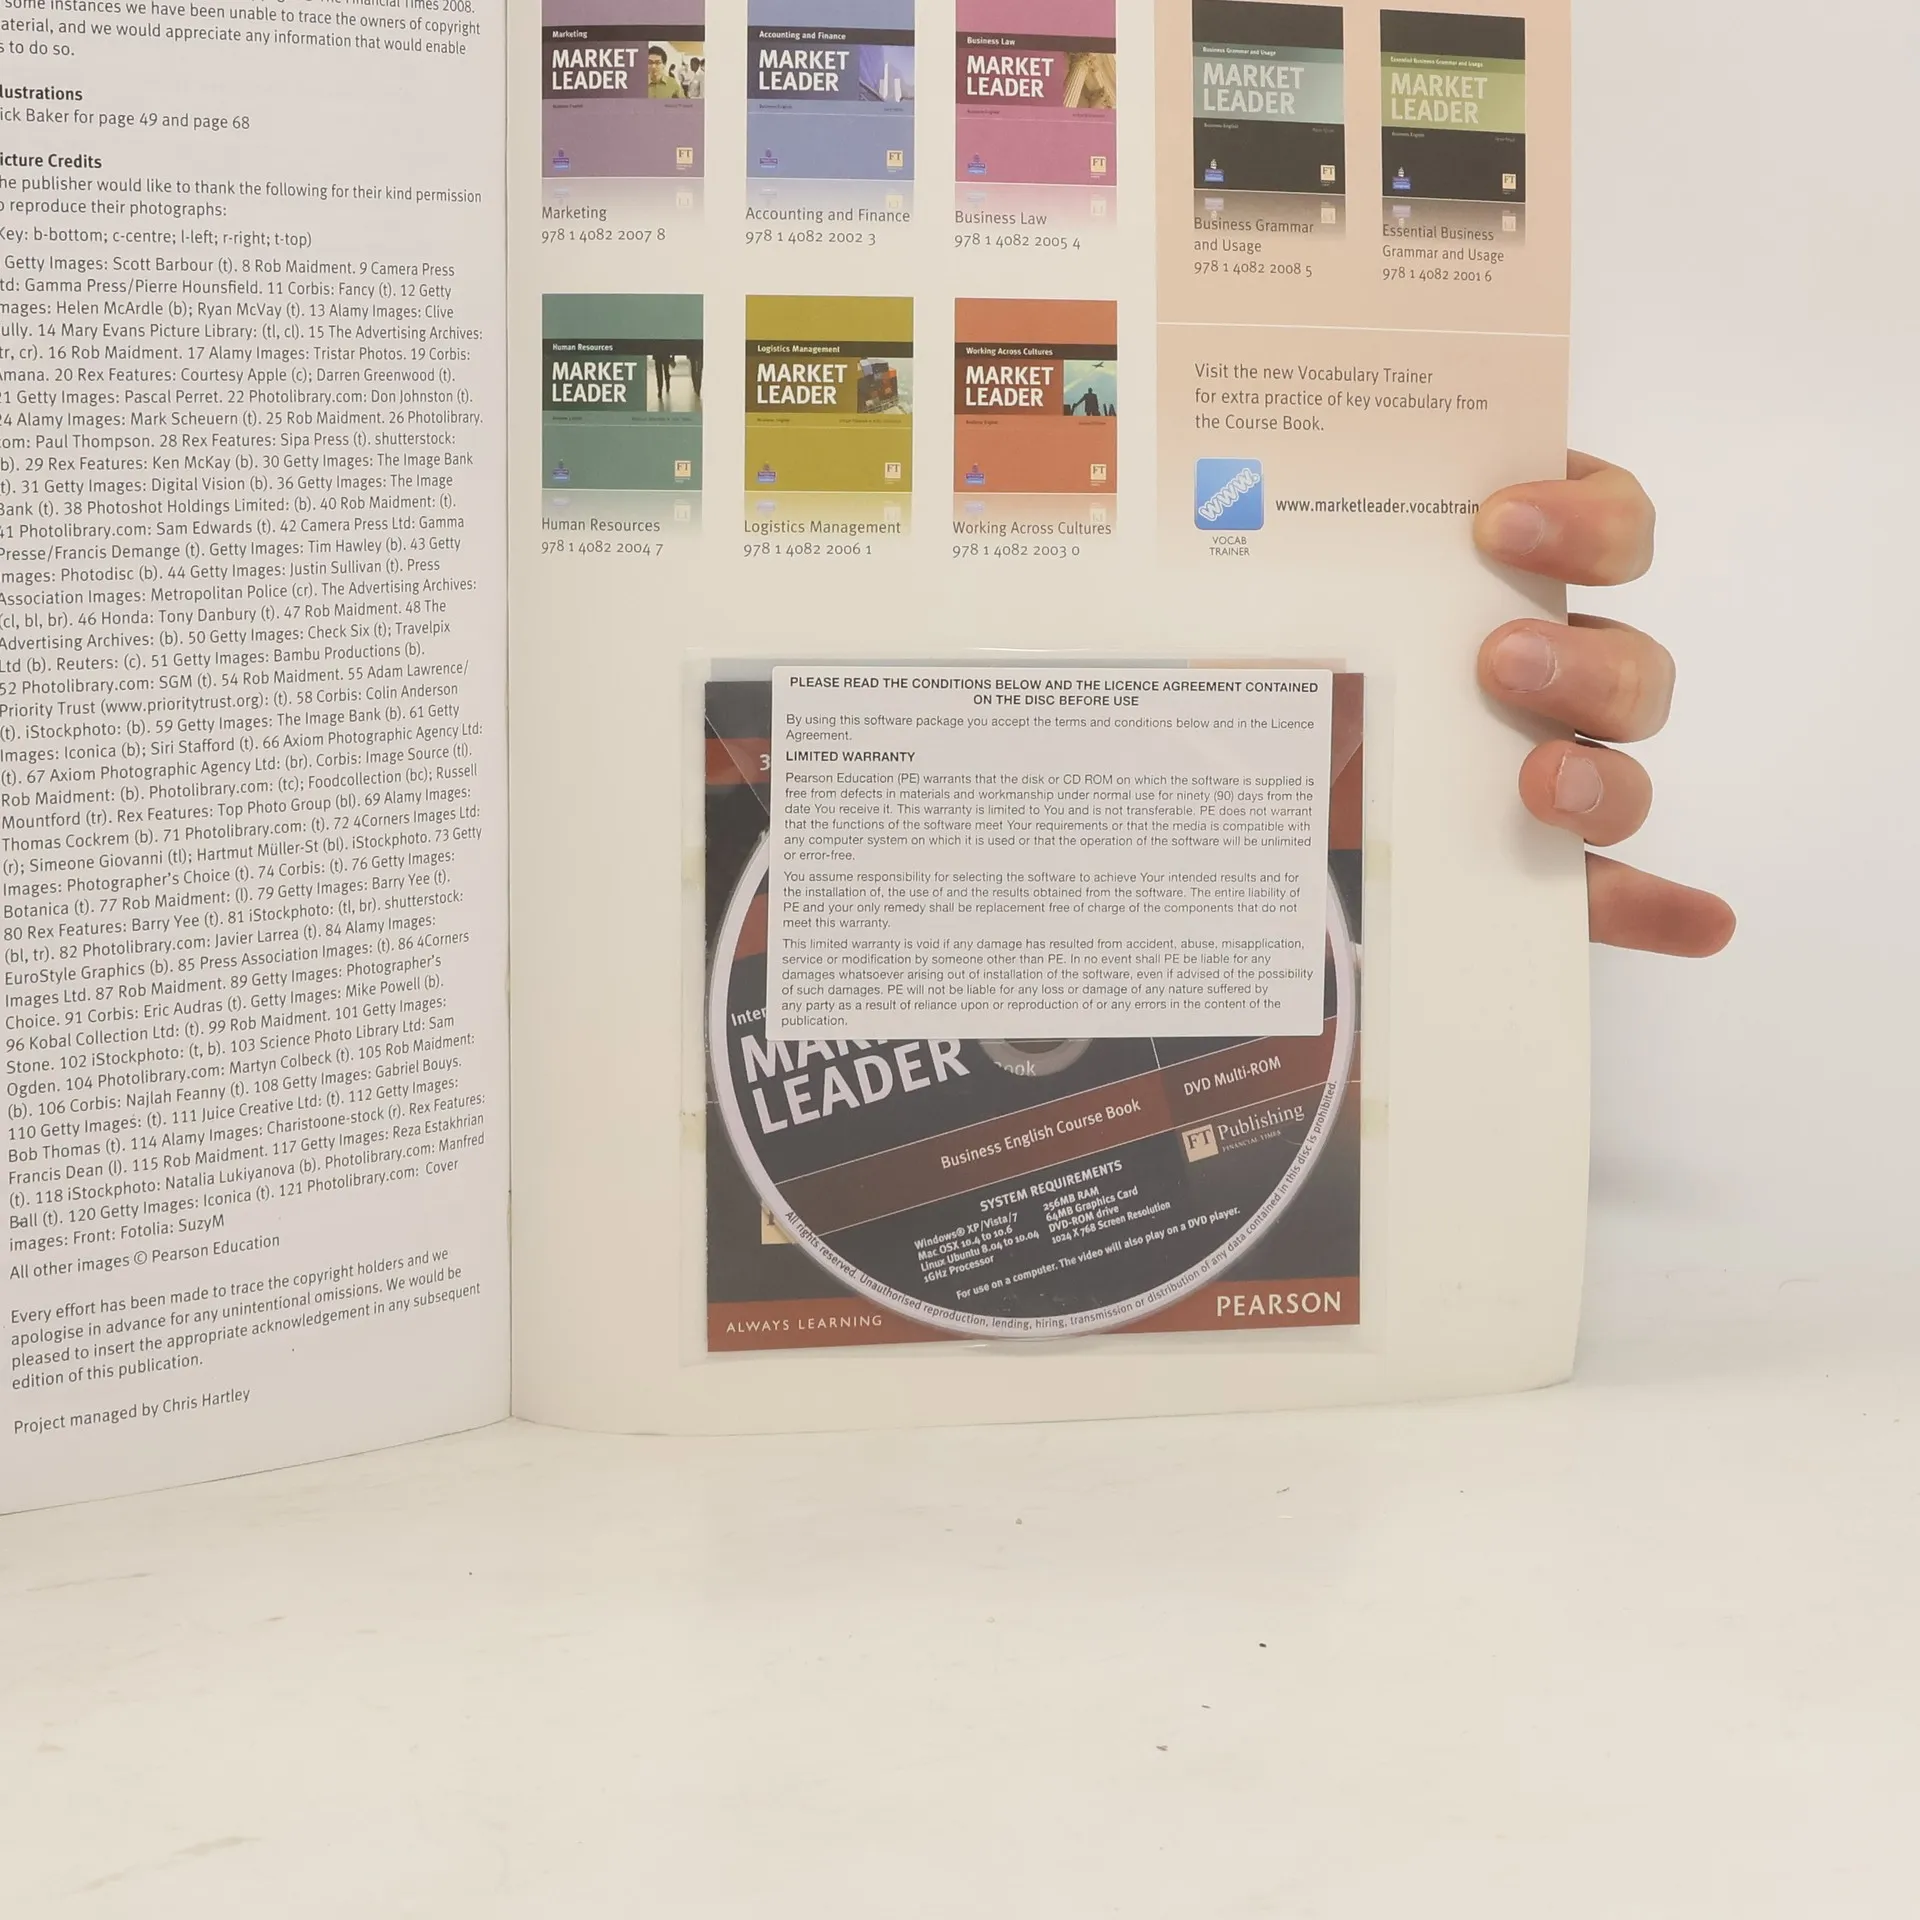 some instances we have been unable to trace the owners of copyright
aterial, and we would appreciate any information that would enable
s to do so.
lustrations
ick Baker for page 49 and page 68
icture Credits
he publisher would like to thank the following for their kind permission
o reproduce their photographs:
Key: b-bottom; c-centre; l-left; r-right; t-top)
Getty Images: Scott Barbour (t). 8 Rob Maidment. 9 Camera Press
td: Gamma Press/Pierre Hounsfield. 11 Corbis: Fancy (t). 12 Getty
mages: Helen McArdle (b); Ryan McVay (t). 13 Alamy Images: Clive
ully. 14 Mary Evans Picture Library: (tl, cl). 15 The Advertising Archives:
tr, cr). 16 Rob Maidment. 17 Alamy Images: Tristar Photos. 19 Corbis:
Amana. 20 Rex Features: Courtesy Apple (c); Darren Greenwood (t).
21 Getty Images: Pascal Perret. 22 Photolibrary.com: Don Johnston (t).
24 Alamy Images: Mark Scheuern (t). 25 Rob Maidment. 26 Photolibrary.
om: Paul Thompson. 28 Rex Features: Sipa Press (t). shutterstock:
b). 29 Rex Features: Ken McKay (b). 30 Getty Images: The Image Bank
t). 31 Getty Images: Digital Vision (b). 36 Getty Images: The Image
Bank (t). 38 Photoshot Holdings Limited: (b). 40 Rob Maidment: (t).
41 Photolibrary.com: Sam Edwards (t). 42 Camera Press Ltd: Gamma
Presse/Francis Demange (t). Getty Images: Tim Hawley (b). 43 Getty
mages: Photodisc (b). 44 Getty Images: Justin Sullivan (t). Press
Association Images: Metropolitan Police (cr). The Advertising Archives:
(cl, bl, br). 46 Honda: Tony Danbury (t). 47 Rob Maidment. 48 The
Advertising Archives: (b). 50 Getty Images: Check Six (t); Travelpix
Ltd (b). Reuters: (c). 51 Getty Images: Bambu Productions (b).
52 Photolibrary.com: SGM (t). 54 Rob Maidment. 55 Adam Lawrence/
Priority Trust (www.prioritytrust.org): (t). 58 Corbis: Colin Anderson
(t). iStockphoto: (b). 59 Getty Images: The Image Bank (b). 61 Getty
Images: Iconica (b); Siri Stafford (t). 66 Axiom Photographic Agency Ltd:
(t). 67 Axiom Photographic Agency Ltd: (br). Corbis: Image Source (tl).
Rob Maidment: (b). Photolibrary.com: (tc); Foodcollection (bc); Russell
Mountford (tr). Rex Features: Top Photo Group (bl). 69 Alamy Images:
Thomas Cockrem (b). 71 Photolibrary.com: (t). 72 4Corners Images Ltd:
(r); Simeone Giovanni (tl); Hartmut Müller-St (bl). iStockphoto. 73 Getty
Images: Photographer's Choice (t). 74 Corbis: (t). 76 Getty Images:
Botanica (t). 77 Rob Maidment: (l). 79 Getty Images: Barry Yee (t).
80 Rex Features: Barry Yee (t). 81 iStockphoto: (tl, br). shutterstock:
(bl, tr). 82 Photolibrary.com: Javier Larrea (t). 84 Alamy Images:
EuroStyle Graphics (b). 85 Press Association Images: (t). 86 4Corners
Images Ltd. 87 Rob Maidment. 89 Getty Images: Photographer's
Choice. 91 Corbis: Eric Audras (t). Getty Images: Mike Powell (b).
96 Kobal Collection Ltd: (t). 99 Rob Maidment. 101 Getty Images:
Stone. 102 iStockphoto: (t, b). 103 Science Photo Library Ltd: Sam
Ogden. 104 Photolibrary.com: Martyn Colbeck (t). 105 Rob Maidment:
(b). 106 Corbis: Najlah Feanny (t). 108 Getty Images: Gabriel Bouys.
110 Getty Images: (t). 111 Juice Creative Ltd: (t). 112 Getty Images:
Bob Thomas (t). 114 Alamy Images: Charistoone-stock (r). Rex Features:
Francis Dean (l). 115 Rob Maidment. 117 Getty Images: Reza Estakhrian
(t). 118 iStockphoto: Natalia Lukiyanova (b). Photolibrary.com: Manfred
Ball (t). 120 Getty Images: Iconica (t). 121 Photolibrary.com: Cover
images: Front: Fotolia: SuzyM
All other images © Pearson Education
Every effort has been made to trace the copyright holders and we
apologise in advance for any unintentional omissions. We would be
pleased to insert the appropriate acknowledgement in any subsequent
edition of this publication.
Project managed by Chris Hartley
Marketing
MARKET
LEADER
FT
Marketing
978 1 4082 2007 8
Accounting and Finance
MARKET
LEADER
Business English
FT
Accounting and Finance
978 1 4082 2002 3
Business Law
MARKET
LEADER
Business English
FT
Business Law
978 1 4082 2005 4
Business Grammar and Usage
MARKET
LEADER
Business English
FT
Business Grammar
and Usage
978 1 4082 2008 5
Essential Business Grammar and Usage
MARKET
LEADER
Business English
FT
Essential Business
Grammar and Usage
978 1 4082 2001 6
Human Resources
MARKET
LEADER
FT
Human Resources
978 1 4082 2004 7
Logistics Management
MARKET
LEADER
Business English
FT
Logistics Management
978 1 4082 2006 1
Working Across Cultures
MARKET
LEADER
Business English
FT
Working Across Cultures
978 1 4082 2003 0
Visit the new Vocabulary Trainer
for extra practice of key vocabulary from
the Course Book.
www.
VOCAB
TRAINER
www.marketleader.vocabtrain
PLEASE READ THE CONDITIONS BELOW AND THE LICENCE AGREEMENT CONTAINED
ON THE DISC BEFORE USE
By using this software package you accept the terms and conditions below and in the Licence
Agreement.
LIMITED WARRANTY
Pearson Education (PE) warrants that the disk or CD ROM on which the software is supplied is
free from defects in materials and workmanship under normal use for ninety (90) days from the
date You receive it. This warranty is limited to You and is not transferable. PE does not warrant
that the functions of the software meet Your requirements or that the media is compatible with
any computer system on which it is used or that the operation of the software will be unlimited
or error-free.
You assume responsibility for selecting the software to achieve Your intended results and for
the installation of, the use of and the results obtained from the software. The entire liability of
PE and your only remedy shall be replacement free of charge of the components that do not
meet this warranty.
This limited warranty is void if any damage has resulted from accident, abuse, misapplication,
service or modification by someone other than PE. In no event shall PE be liable for any
damages whatsoever arising out of installation of the software, even if advised of the possibility
of such damages. PE will not be liable for any loss or damage of any nature suffered by
any party as a result of reliance upon or reproduction of or any errors in the content of the
publication.
3
Inter
MARK
LEADER
ook
Business English Course Book
DVD Multi-ROM
FT Publishing
FINANCIAL TIMES
SYSTEM REQUIREMENTS
Windows® XP/Vista/7
Mac OSX 10.4 to 10.6
Linux Ubuntu 8.04 to 10.04
1GHz Processor
256MB RAM
64MB Graphics Card
DVD-ROM drive
1024 X 768 Screen Resolution
For use on a computer. The video will also play on a DVD player.
All rights reserved. Unauthorised reproduction, lending, hiring, transmission or distribution of any data contained in this disc is prohibited.
ALWAYS LEARNING
PEARSON